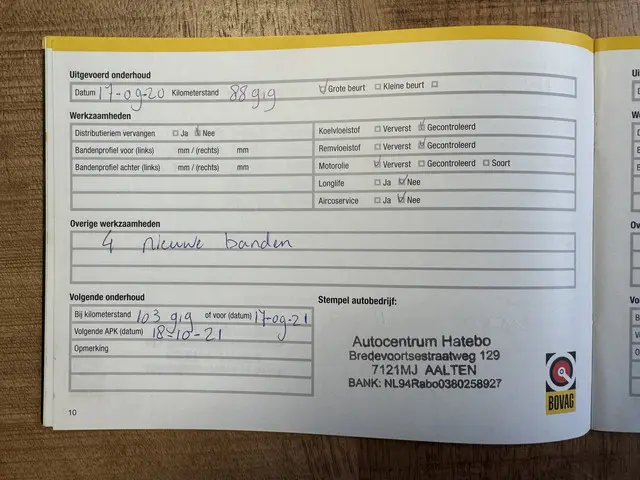 Uitgevoerd onderhoud
Datum 17-09-20 Kilometerstand 88919 Grote beurt Kleine beurt
Werkzaamheden
Distributieriem vervangen Ja Nee
Bandenprofiel voor (links) mm / (rechts) mm
Bandenprofiel achter (links) mm / (rechts) mm
Koelvloeistof Ververst Gecontroleerd
Remvloeistof Ververst Gecontroleerd
Motorolie Ververst Gecontroleerd Soort
Longlife Ja Nee
Aircoservice Ja Nee
Overige werkzaamheden
4 nieuwe banden
Volgende onderhoud
Bij kilometerstand 103919 of voor (datum) 17-09-21
Volgende APK (datum) 18-10-21
Opmerking
Stempel autobedrijf:
Autocentrum Hatebo
Bredevoortsestraatweg 129
7121MJ AALTEN
BANK: NL94Rabo0380258927
BOVAG
10